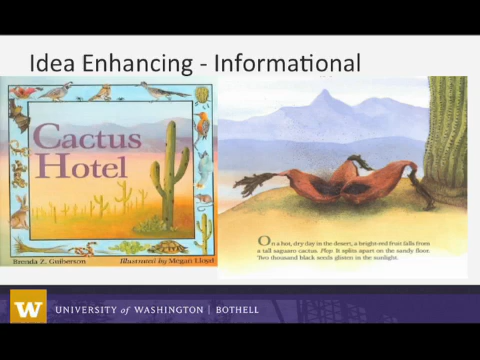 Idea Enhancing - Informational
Cactus
Hotel
Brenda Z. Guiberson
Illustrated by Megan Lloyd
On a hot, dry day in the desert, a bright-red fruit falls from
a tall saguaro cactus. Plop. It splits apart on the sandy floor.
Two thousand black seeds glisten in the sunlight.
W
UNIVERSITY of WASHINGTON | BOTHELL